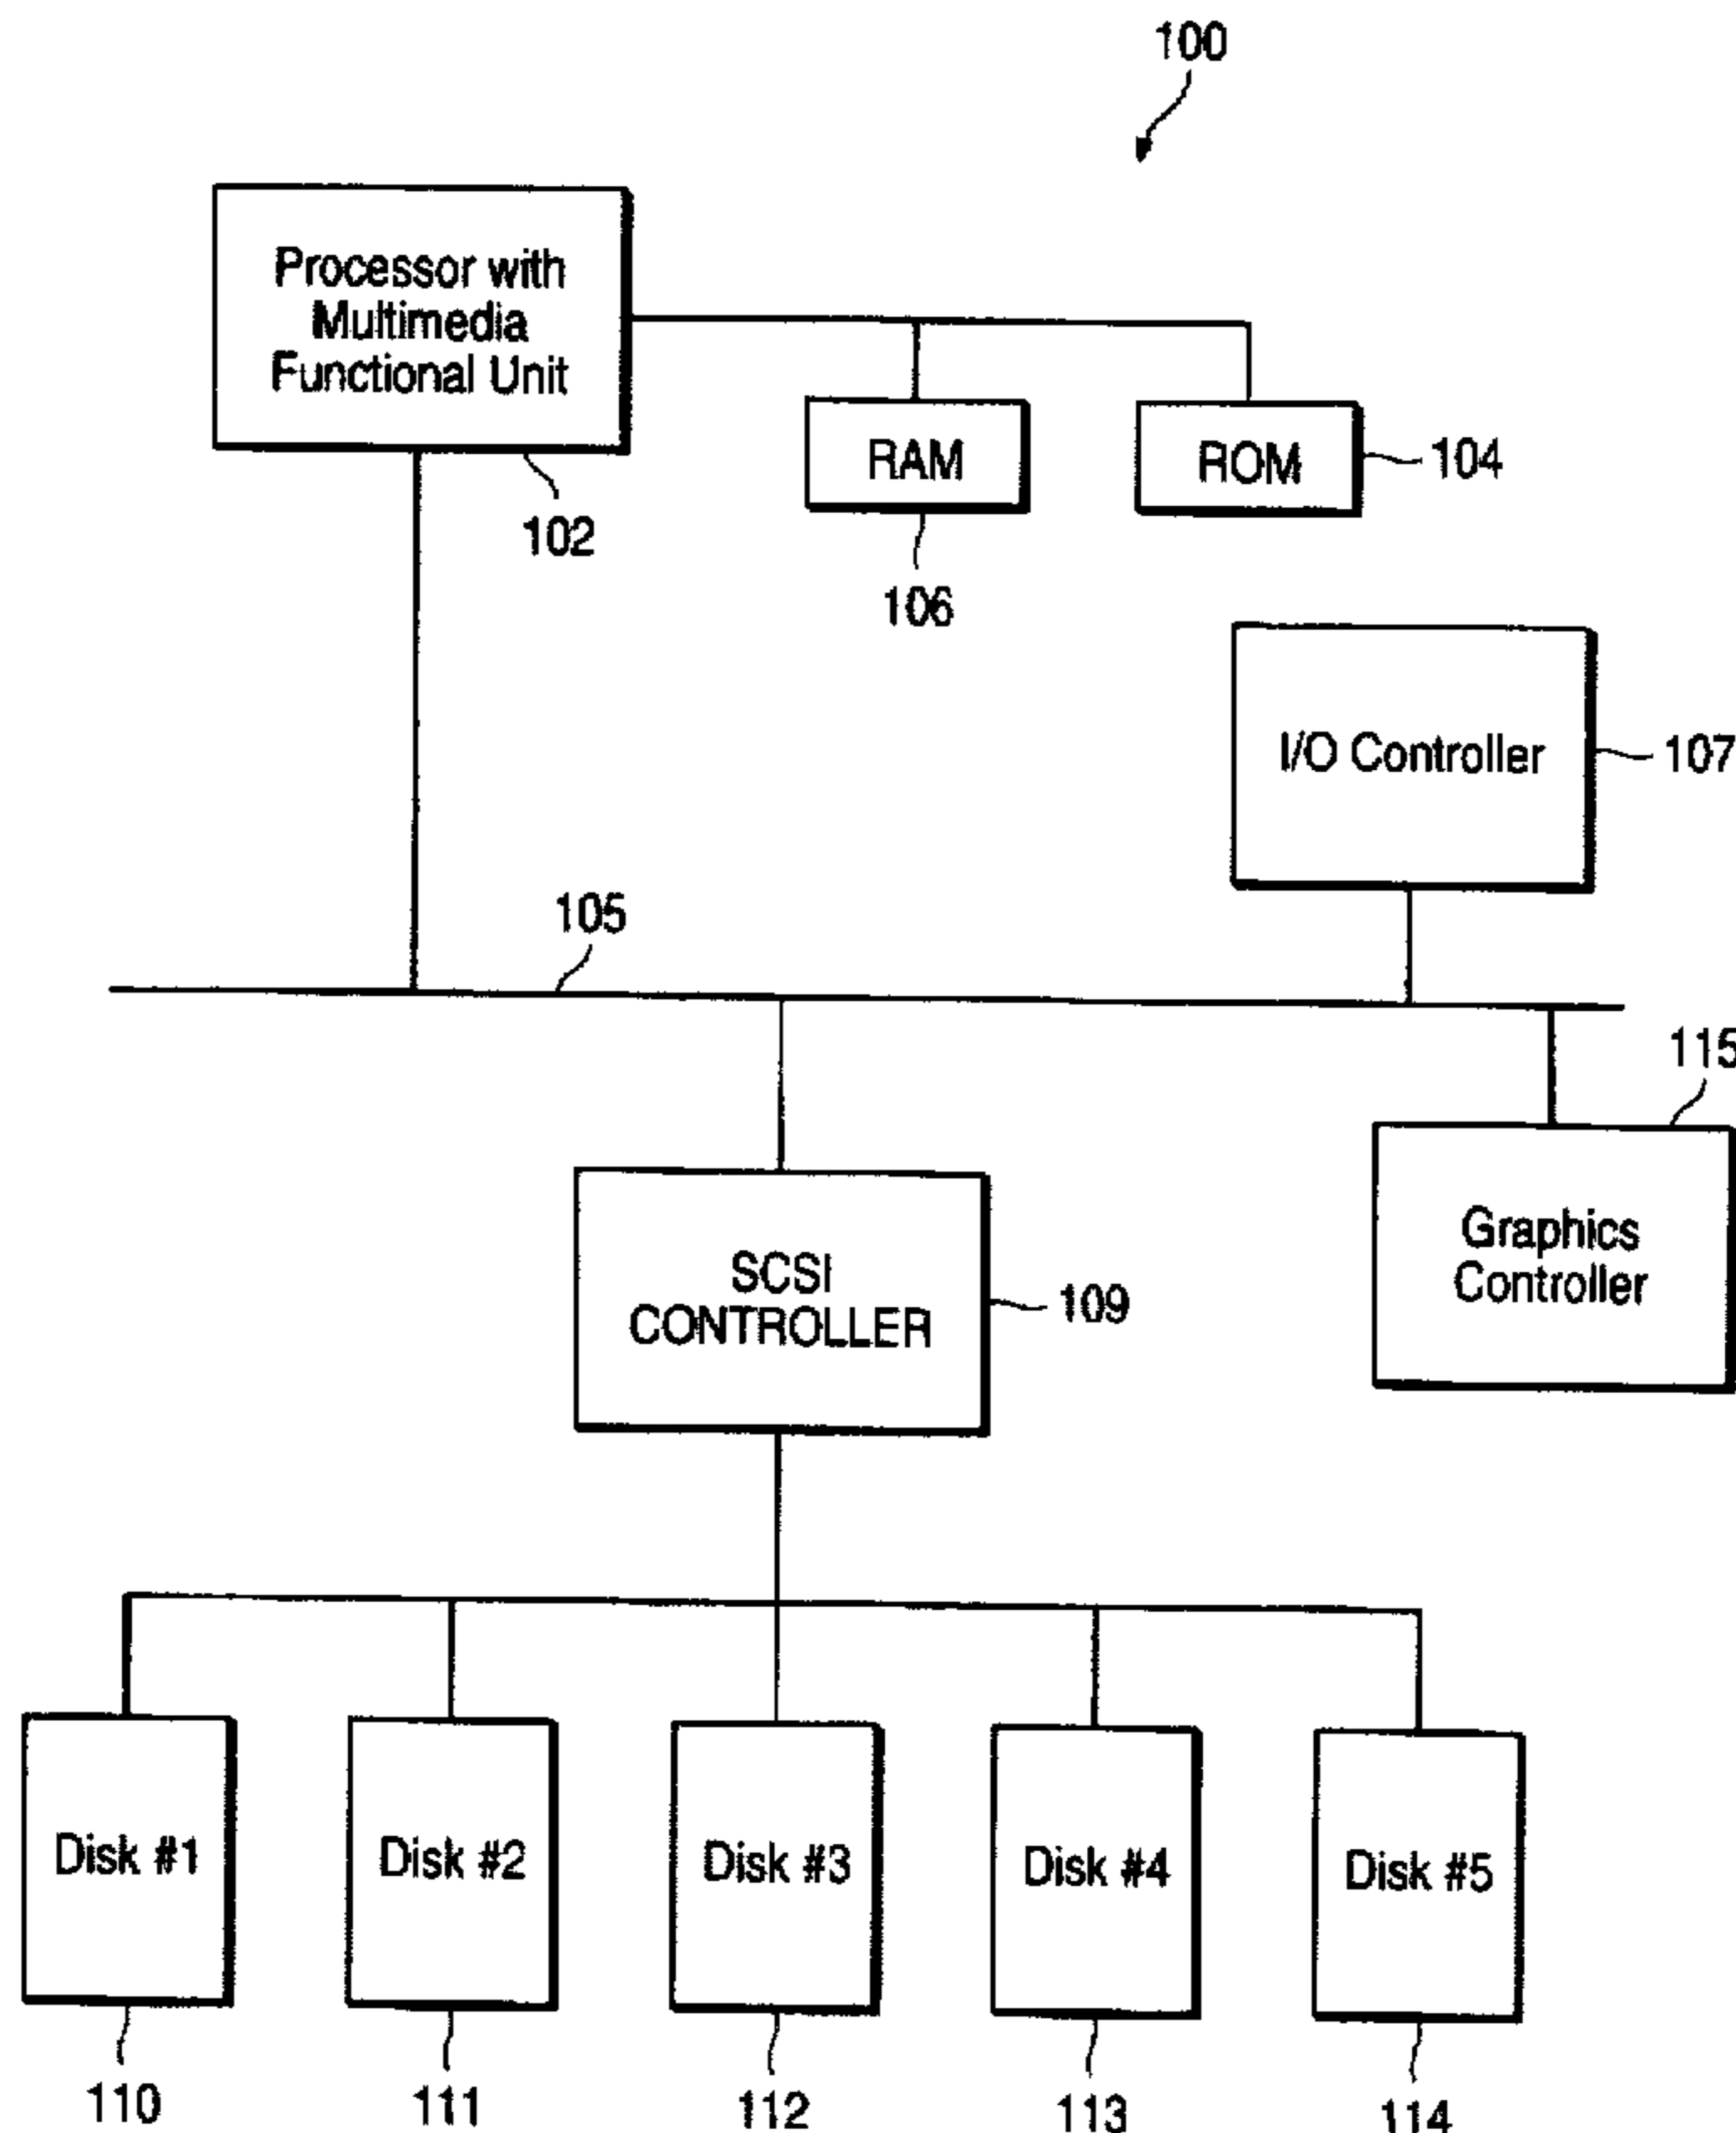 100
Processor with
Multimedia
Functional Unit
RAM
ROM
104
102
106
I/O Controller
107
105
115
SCSI
CONTROLLER
109
Graphics
Controller
Disk #1
Disk #2
Disk #3
Disk #4
Disk #5
110
111
112
113
114